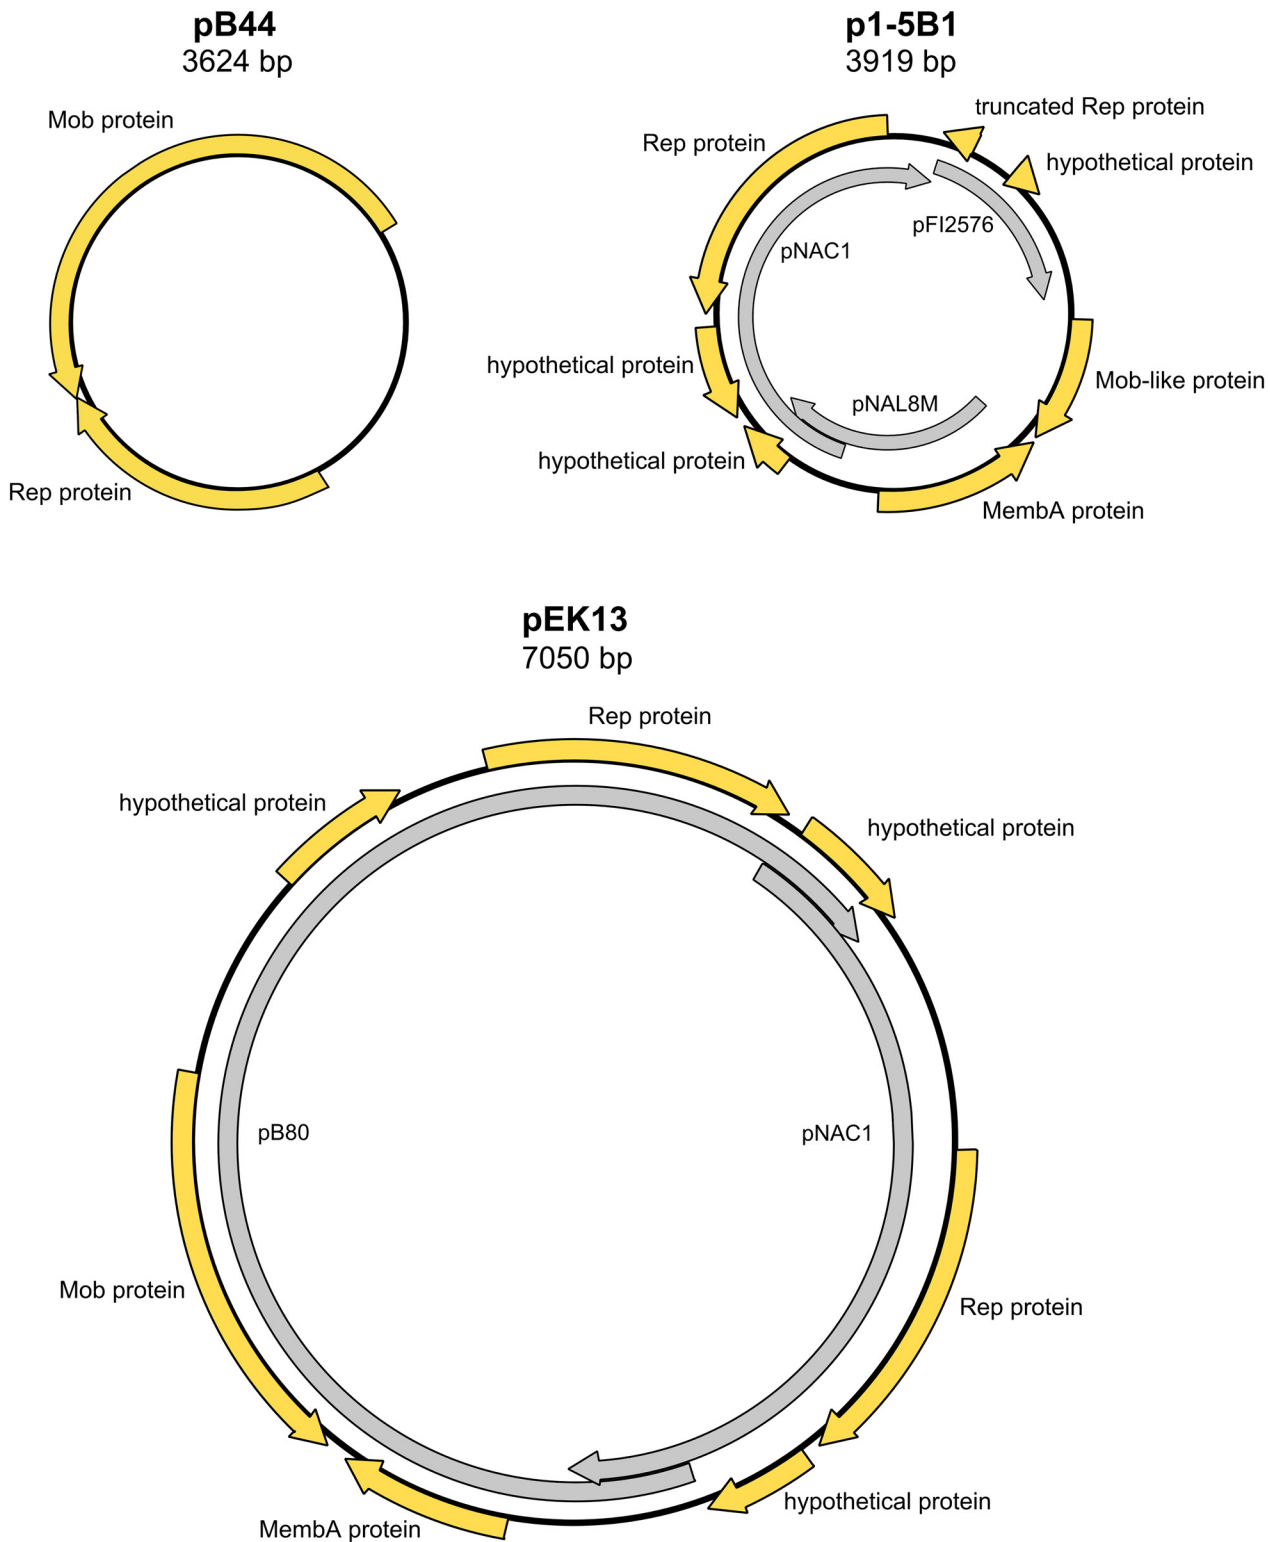 pB44
3624 bp
Mob protein
Rep protein
p1-5B1
3919 bp
truncated Rep protein
Rep protein
hypothetical protein
pFI2576
pNAC1
hypothetical protein
Mob-like protein
pNAL8M
hypothetical protein
MembA protein
pEK13
7050 bp
Rep protein
hypothetical protein
hypothetical protein
pB80
pNAC1
Mob protein
Rep protein
hypothetical protein
MembA protein